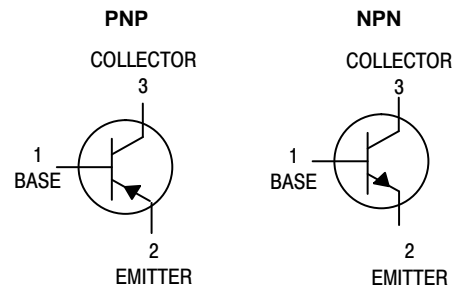 PNP
COLLECTOR
3
1
BASE
2
EMITTER
NPN
COLLECTOR
3
1
BASE
2
EMITTER